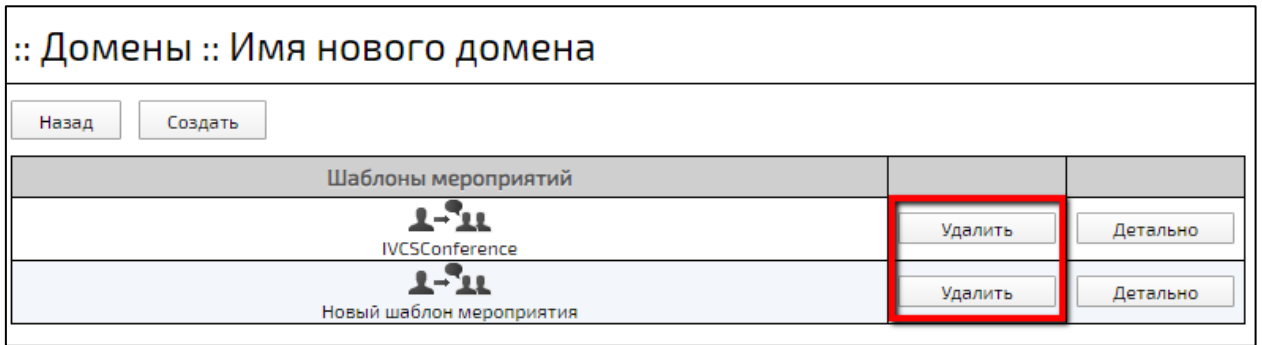 :: Домены :: Имя нового домена
Назад Создать
Шаблоны мероприятий
IVCSConference Удалить Детально
Новый шаблон мероприятия Удалить Детально